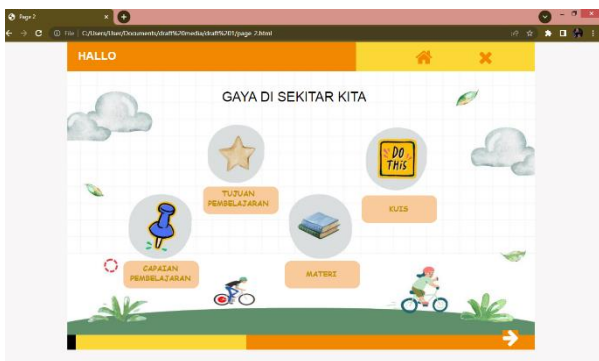 Page 2
File
C:/Users/User/Documents/draft%20media/draft%201/page 2.html
HALLO
GAYA DI SEKITAR KITA
DO
THIS
TUJUAN
PEMBELAJARAN
KUIS
CAPAIAN
PEMBELAJARAN
MATERI